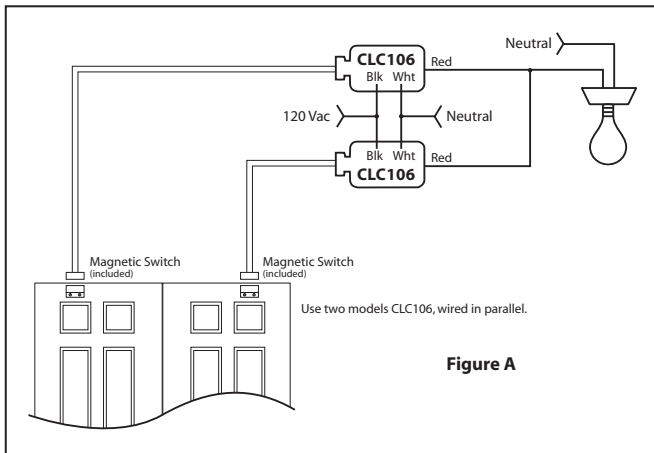 Neutral
CLC106
Red
Blk Wht
120 Vac
Neutral
Blk Wht
Red
CLC106
Magnetic Switch
(included)
Magnetic Switch
(included)
Use two models CLC106, wired in parallel.
Figure A